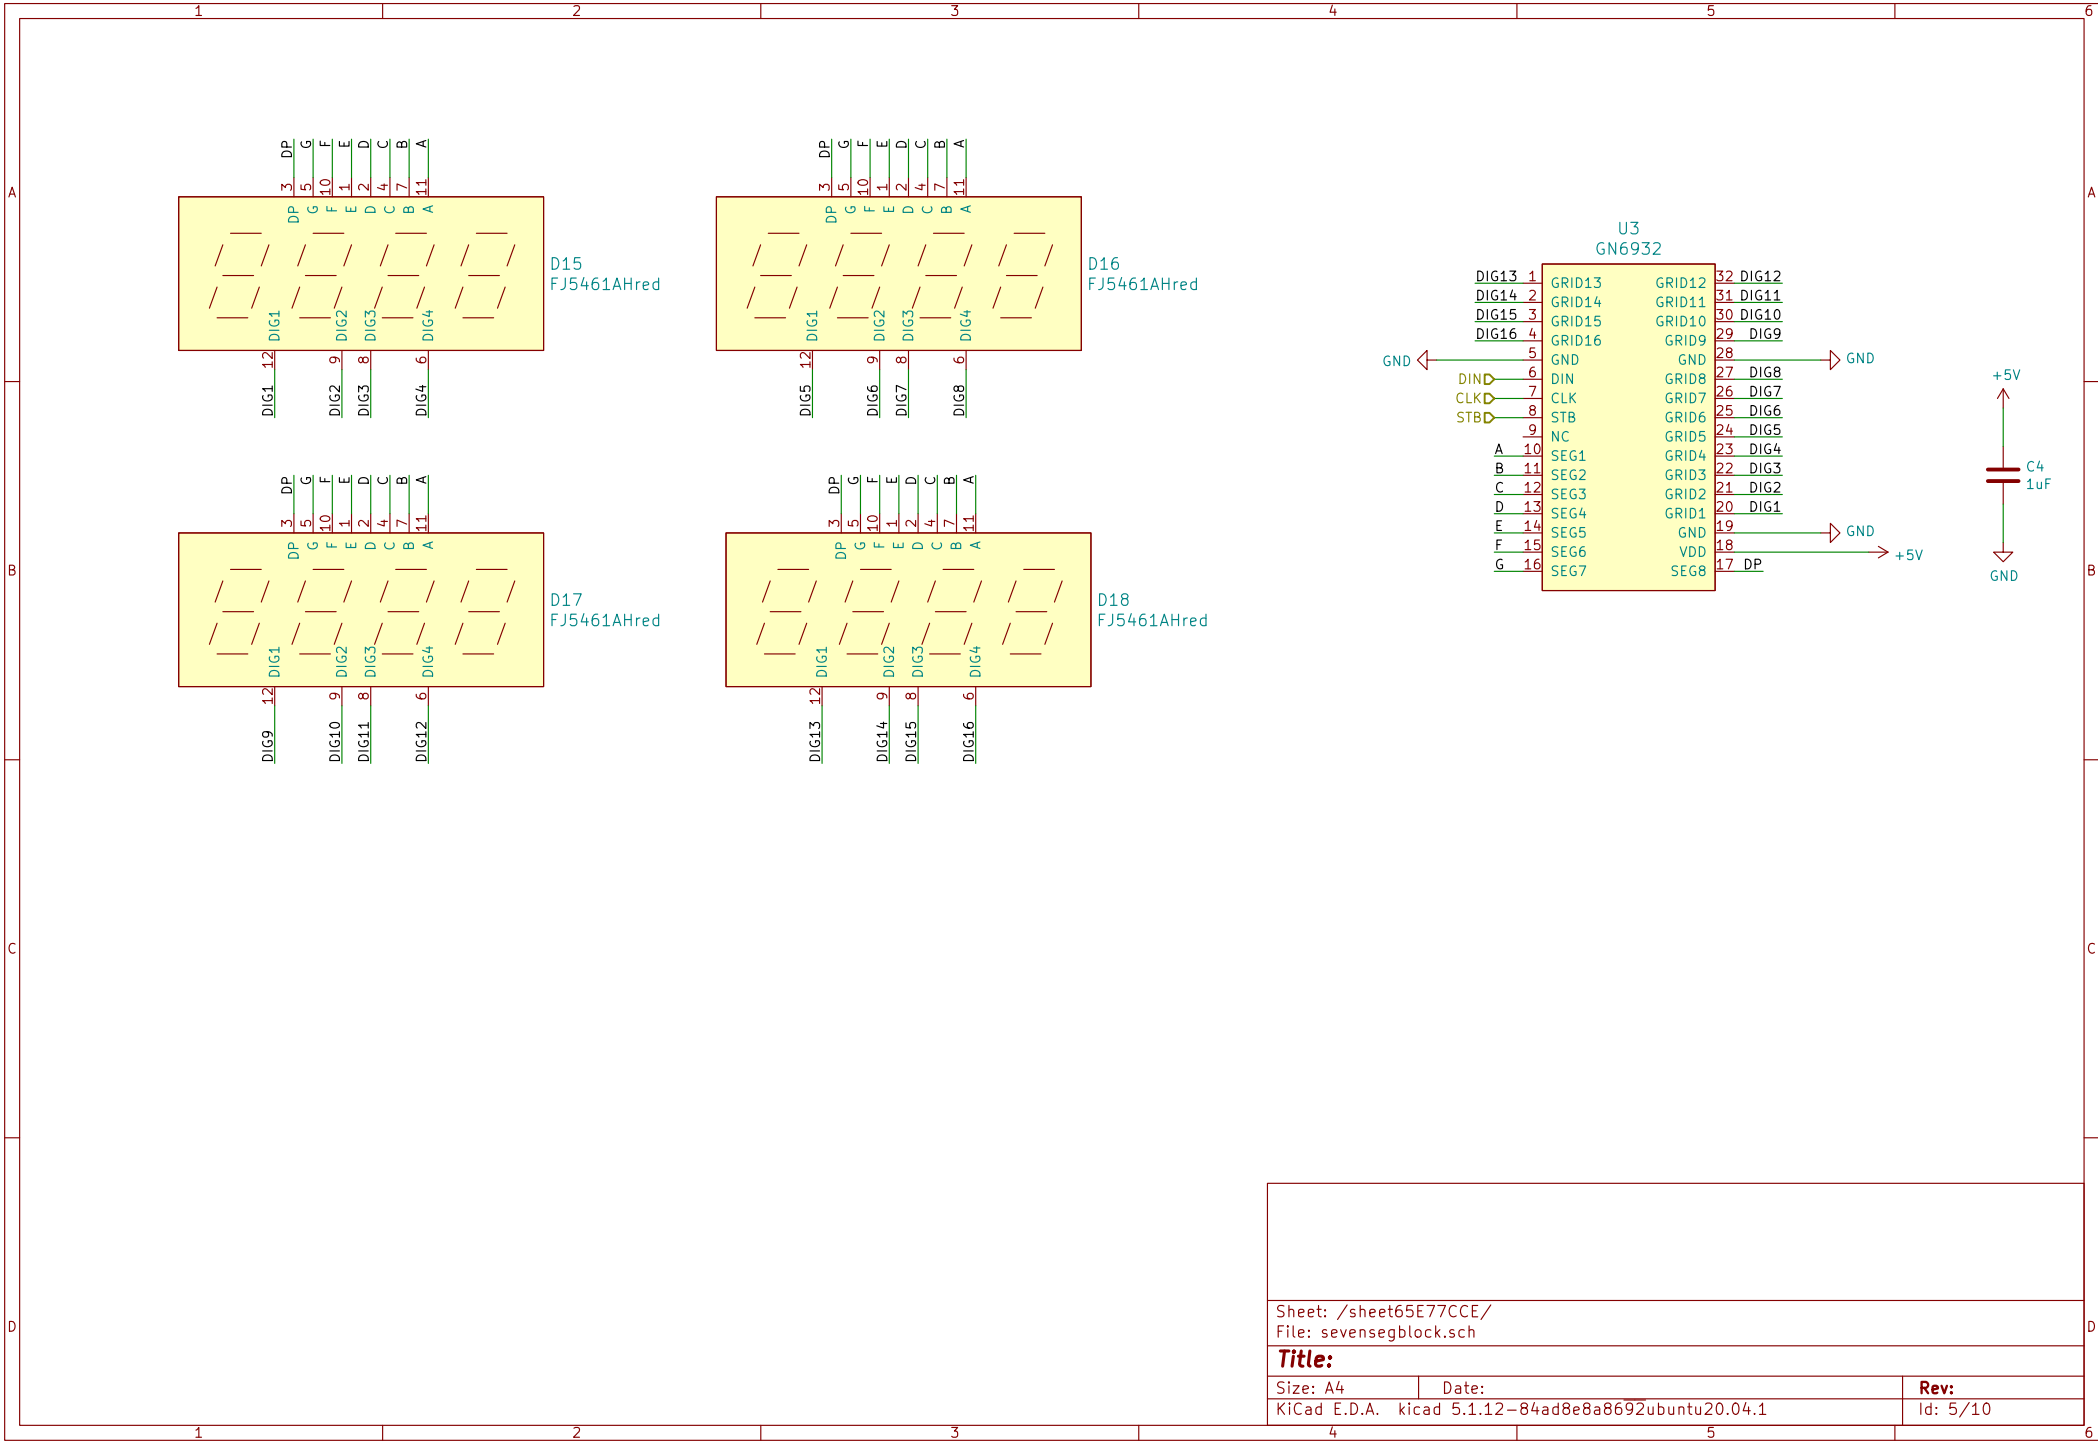 1 2 3 4 5 6
A A
B B
C C
D D
DP G F E D C B A
3 5 10 1 2 4 7 11
DP G F E D C B A
D15
FJ5461AHred
DIG1 DIG2 DIG3 DIG4
12 9 8 6
DIG1 DIG2 DIG3 DIG4
DP G F E D C B A
3 5 10 1 2 4 7 11
DP G F E D C B A
D16
FJ5461AHred
DIG1 DIG2 DIG3 DIG4
12 9 8 6
DIG5 DIG6 DIG7 DIG8
DP G F E D C B A
3 5 10 1 2 4 7 11
DP G F E D C B A
D17
FJ5461AHred
DIG1 DIG2 DIG3 DIG4
12 9 8 6
DIG9 DIG10 DIG11 DIG12
DP G F E D C B A
3 5 10 1 2 4 7 11
DP G F E D C B A
D18
FJ5461AHred
DIG1 DIG2 DIG3 DIG4
12 9 8 6
DIG13 DIG14 DIG15 DIG16
U3
GN6932
DIG13 1 GRID13 GRID12 32 DIG12
DIG14 2 GRID14 GRID11 31 DIG11
DIG15 3 GRID15 GRID10 30 DIG10
DIG16 4 GRID16 GRID9 29 DIG9
GND 5 GND GND 28 GND
DIN 6 DIN GRID8 27 DIG8
CLK 7 CLK GRID7 26 DIG7
STB 8 STB GRID6 25 DIG6
9 NC GRID5 24 DIG5
A 10 SEG1 GRID4 23 DIG4
B 11 SEG2 GRID3 22 DIG3
C 12 SEG3 GRID2 21 DIG2
D 13 SEG4 GRID1 20 DIG1
E 14 SEG5 GND 19 GND
F 15 SEG6 VDD 18 +5V
G 16 SEG7 SEG8 17 DP
+5V
C4
1uF
GND
Sheet: /sheet65E77CCE/
File: sevensegblock.sch
Title:
Size: A4 Date: Rev:
KiCad E.D.A. kicad 5.1.12-84ad8e8a8692ubuntu20.04.1 Id: 5/10
1 2 3 4 5 6